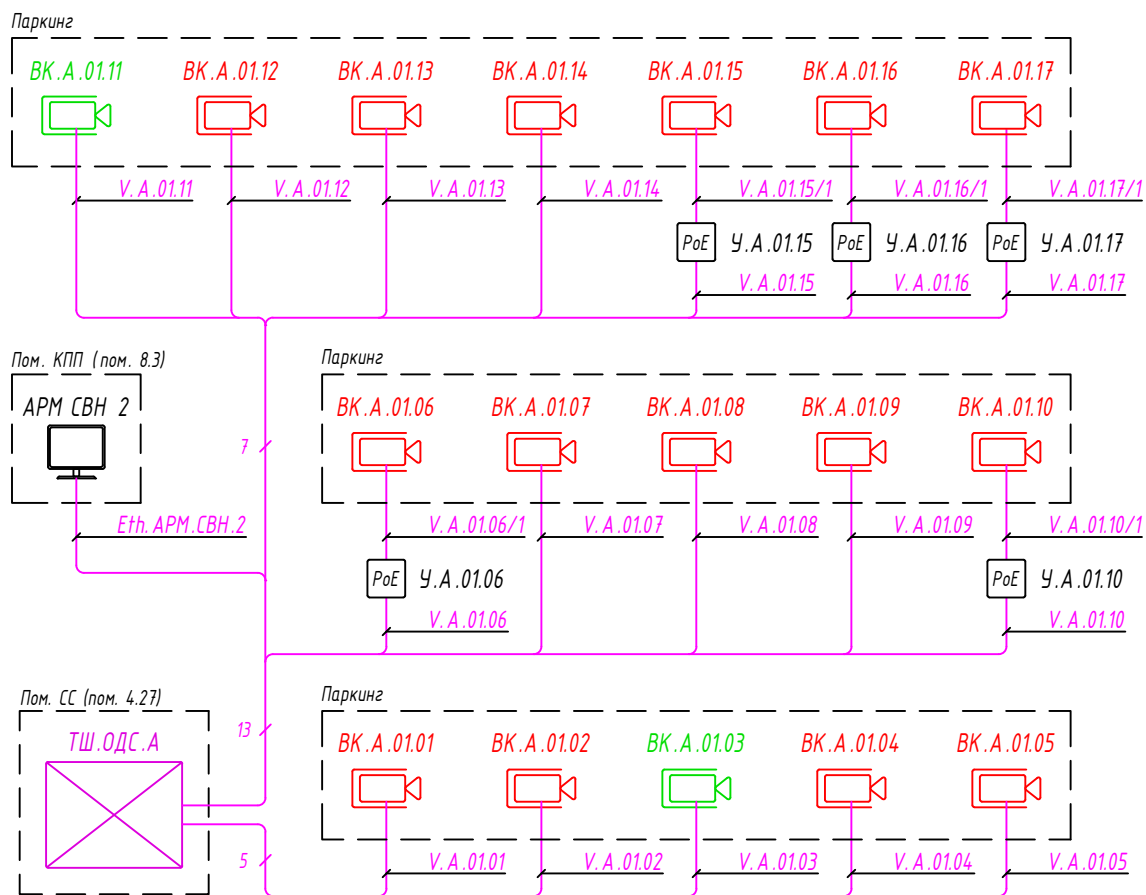 Паркинг
ВК.А.01.11 ВК.А.01.12 ВК.А.01.13 ВК.А.01.14 ВК.А.01.15 ВК.А.01.16 ВК.А.01.17
V.A.01.11 V.A.01.12 V.A.01.13 V.A.01.14 V.A.01.15/1 V.A.01.16/1 V.A.01.17/1
PoE У.А.01.15 PoE У.А.01.16 PoE У.А.01.17
V.A.01.15 V.A.01.16 V.A.01.17
Пом. КПП (пом. 8.3) Паркинг
АРМ СВН 2 ВК.А.01.06 ВК.А.01.07 ВК.А.01.08 ВК.А.01.09 ВК.А.01.10
7
Eth.АРМ.СВН.2 V.A.01.06/1 V.A.01.07 V.A.01.08 V.A.01.09 V.A.01.10/1
PoE У.А.01.06 PoE У.А.01.10
V.A.01.06 V.A.01.10
Пом. СС (пом. 4.27) Паркинг
13
ТШ.ОДС.А ВК.А.01.01 ВК.А.01.02 ВК.А.01.03 ВК.А.01.04 ВК.А.01.05
5
V.A.01.01 V.A.01.02 V.A.01.03 V.A.01.04 V.A.01.05